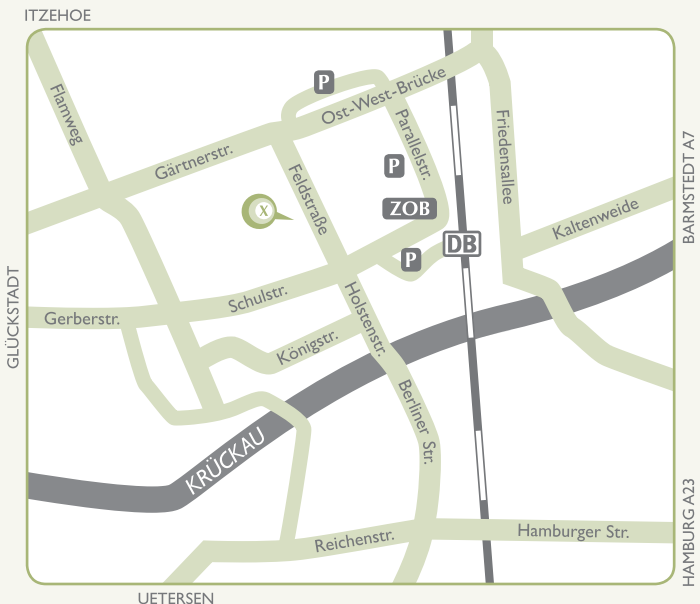 ITZEHOE
P
Ost-West-Brücke
Flamweg
Gärtnerstr.
Parallelstr.
Friedensallee
BARMSTEDT A7
P
Feldstraße
X
ZOB
Kaltenweide
DB
P
GLÜCKSTADT
Gerberstr.
Schulstr.
Holstenstr.
Königstr.
Berliner Str.
KRÜCKAU
HAMBURG A23
Reichenstr.
Hamburger Str.
UETERSEN